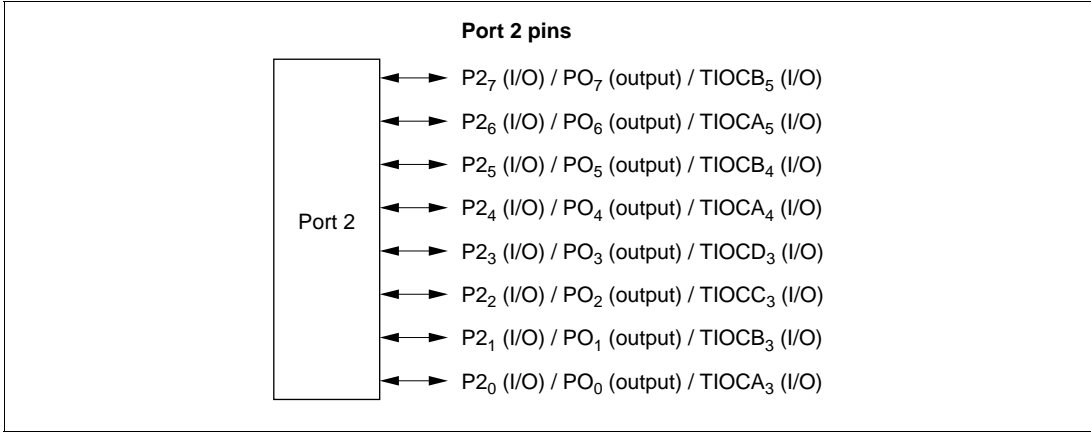 Port 2 pins
P2₇ (I/O) / PO₇ (output) / TIOCB₅ (I/O)
P2₆ (I/O) / PO₆ (output) / TIOCA₅ (I/O)
P2₅ (I/O) / PO₅ (output) / TIOCB₄ (I/O)
P2₄ (I/O) / PO₄ (output) / TIOCA₄ (I/O)
Port 2
P2₃ (I/O) / PO₃ (output) / TIOCD₃ (I/O)
P2₂ (I/O) / PO₂ (output) / TIOCC₃ (I/O)
P2₁ (I/O) / PO₁ (output) / TIOCB₃ (I/O)
P2₀ (I/O) / PO₀ (output) / TIOCA₃ (I/O)